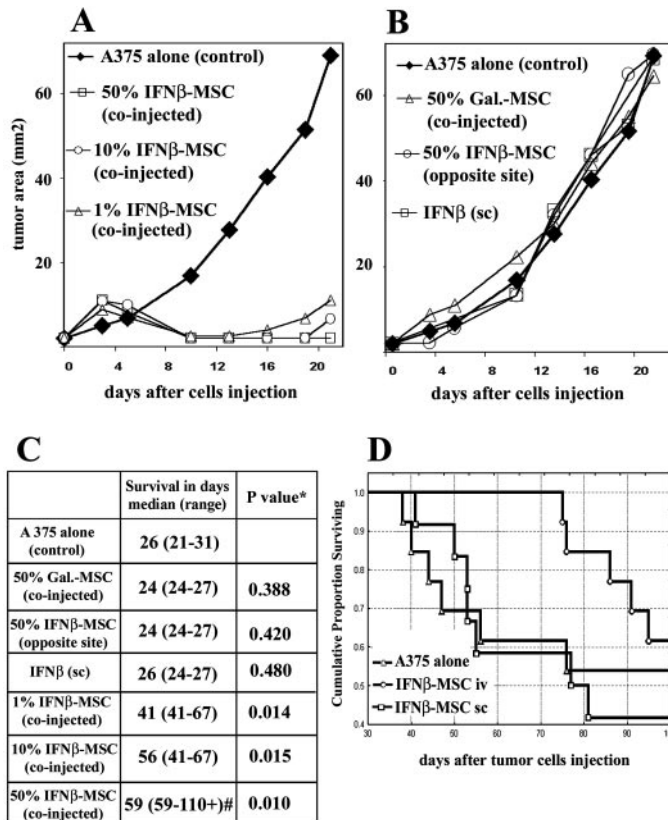 A
A375 alone (control)
50% IFNβ-MSC
(co-injected)
10% IFNβ-MSC
(co-injected)
1% IFNβ-MSC
(co-injected)
tumor area (mm2)
60
40
20
0 4 8 12 16 20
days after cells injection
B
A375 alone (control)
50% Gal.-MSC
(co-injected)
50% IFNβ-MSC
(opposite site)
IFNβ (sc)
60
40
20
0 4 8 12 16 20
days after cells injection
C
Survival in days P value*
median (range)
A 375 alone 26 (21-31)
(control)
50% Gal.-MSC 24 (24-27) 0.388
(co-injected)
50% IFNβ-MSC 24 (24-27) 0.420
(opposite site)
IFNβ (sc) 26 (24-27) 0.480
1% IFNβ-MSC 41 (41-67) 0.014
(co-injected)
10% IFNβ-MSC 56 (41-67) 0.015
(co-injected)
50% IFNβ-MSC 59 (59-110+)# 0.010
(co-injected)
D
Cumulative Proportion Surviving
1.0
0.9
0.8
0.7
0.6
0.5
0.4
A375 alone
IFNβ-MSC iv
IFNβ-MSC sc
30 40 50 60 70 80 90
days after tumor cells injection